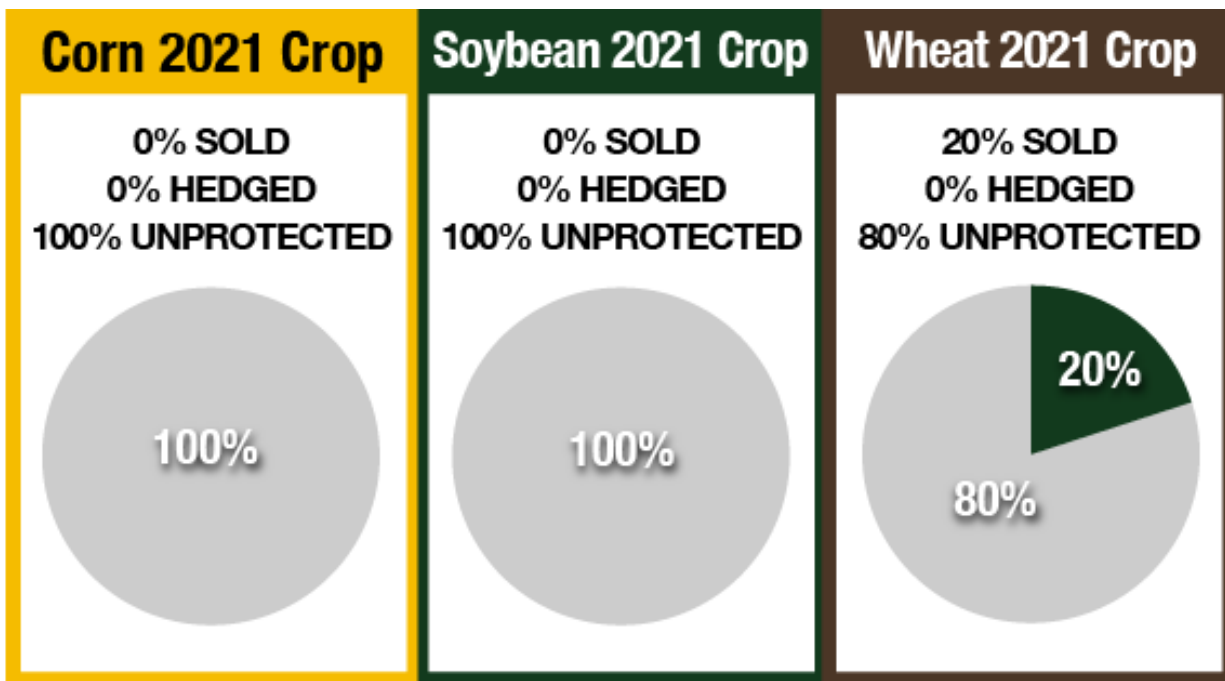 Corn 2021 Crop
0% SOLD
0% HEDGED
100% UNPROTECTED
100%
Soybean 2021 Crop
0% SOLD
0% HEDGED
100% UNPROTECTED
100%
Wheat 2021 Crop
20% SOLD
0% HEDGED
80% UNPROTECTED
20%
80%